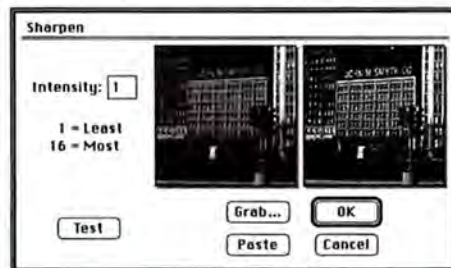 Sharpen
Intensity: 1
1 = Least
16 = Most
Test
Grab...
OK
Paste
Cancel